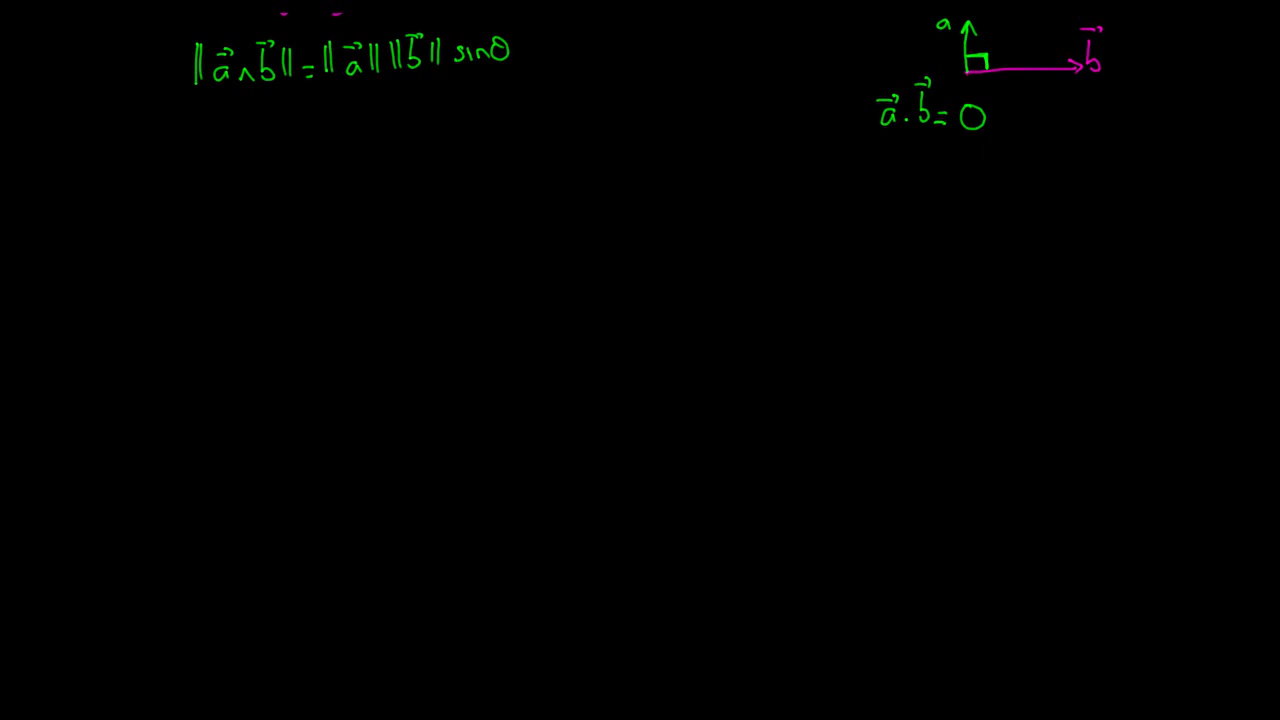 ‖a⃗ ∧ b⃗‖ = ‖a⃗‖ ‖b⃗‖ sinθ
a
b⃗
a⃗ . b⃗ = 0